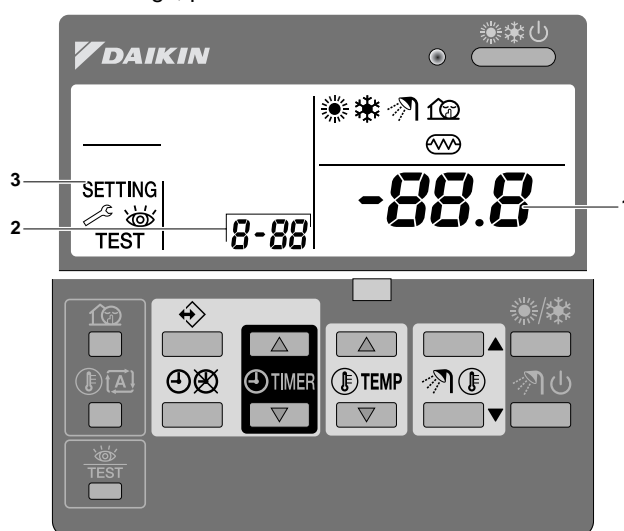 DAIKIN
3
SETTING
-88.8
1
2
TEST
8-88
A
TIMER
TEMP
TEST